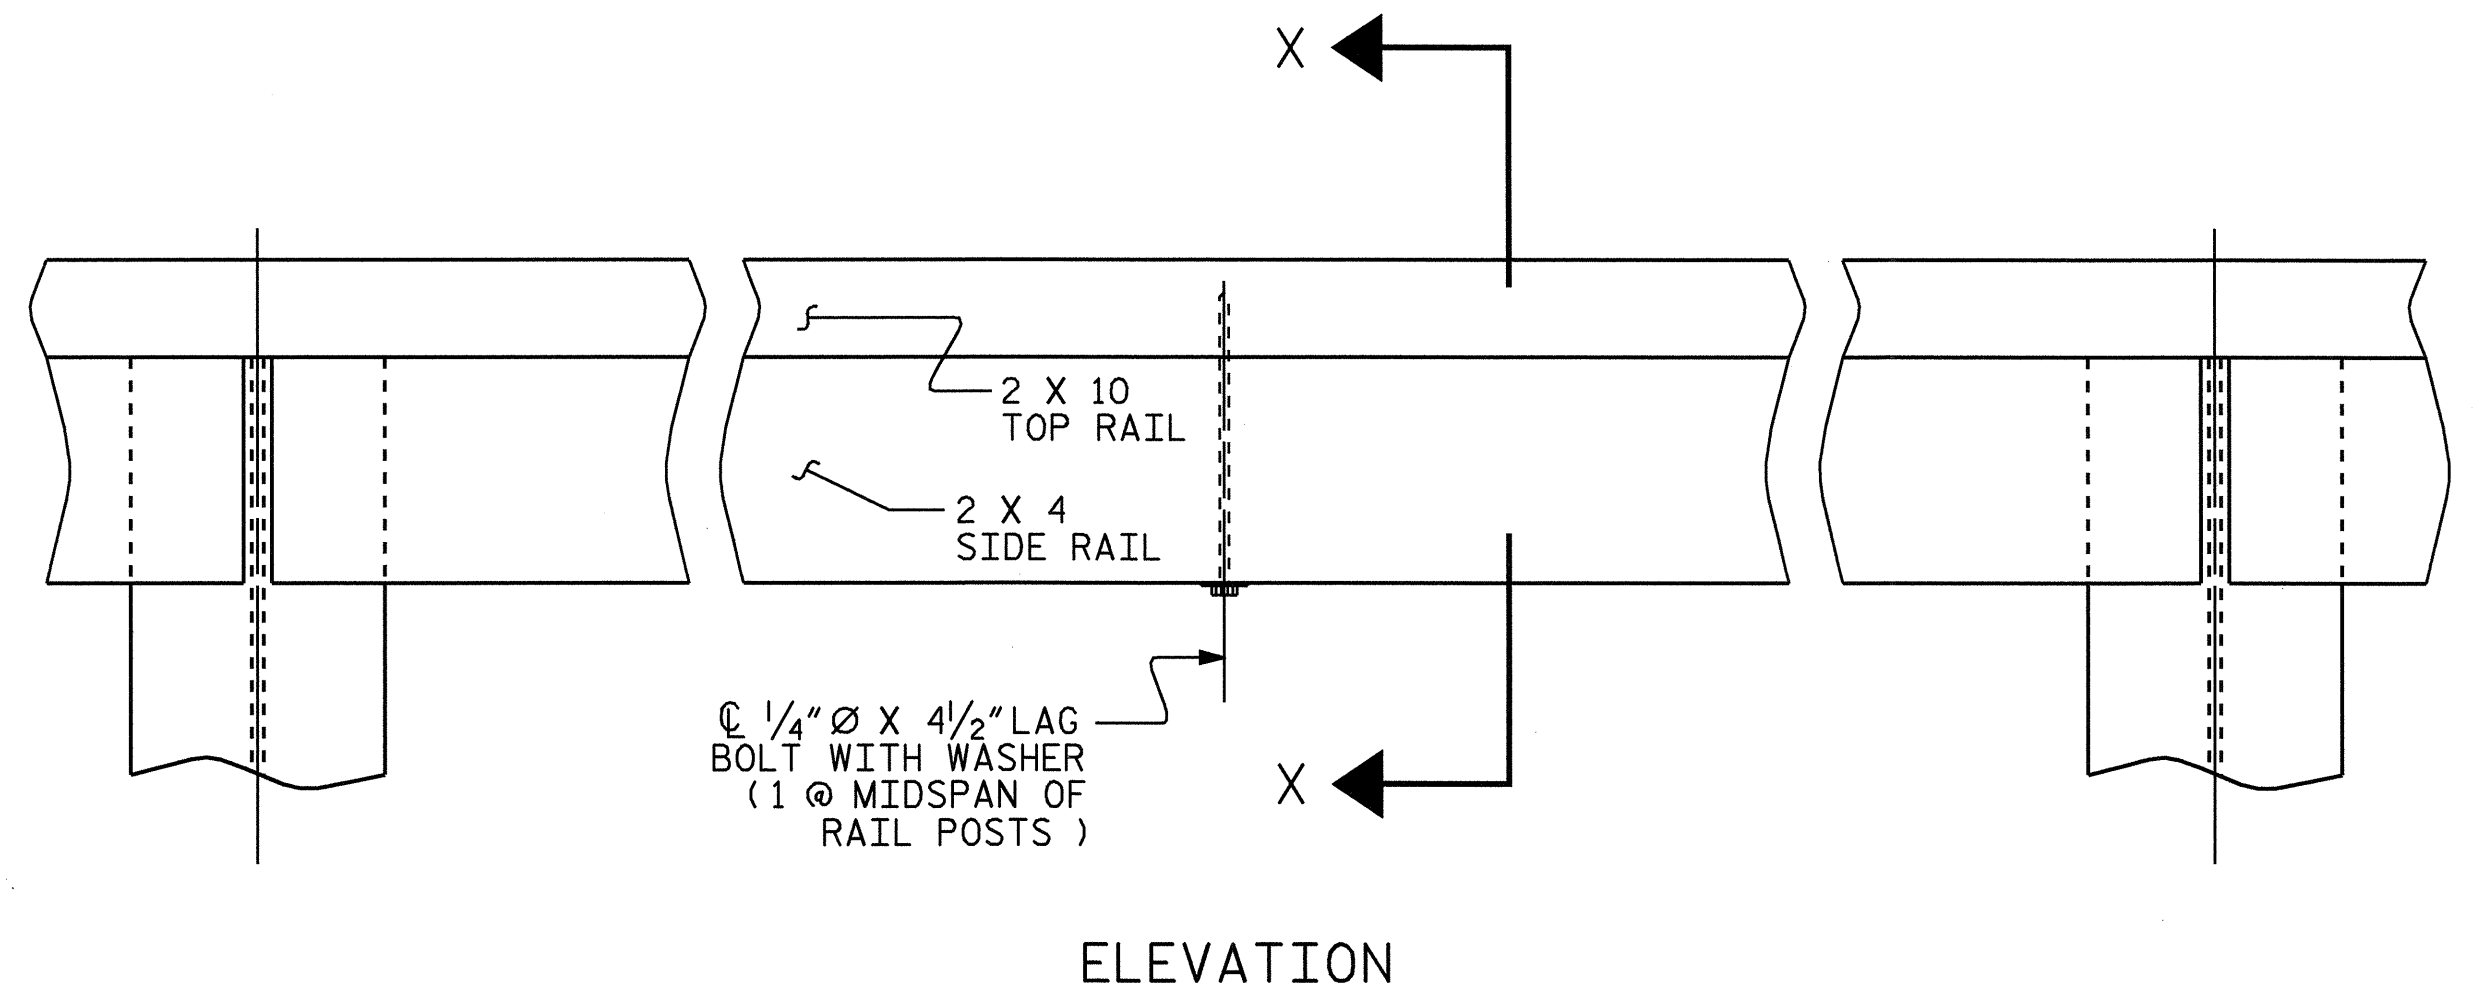 X
2 X 10
TOP RAIL
2 X 4
SIDE RAIL
℄ 1/4" Ø X 4 1/2" LAG
BOLT WITH WASHER
( 1 @ MIDSPAN OF
RAIL POSTS )
X
ELEVATION